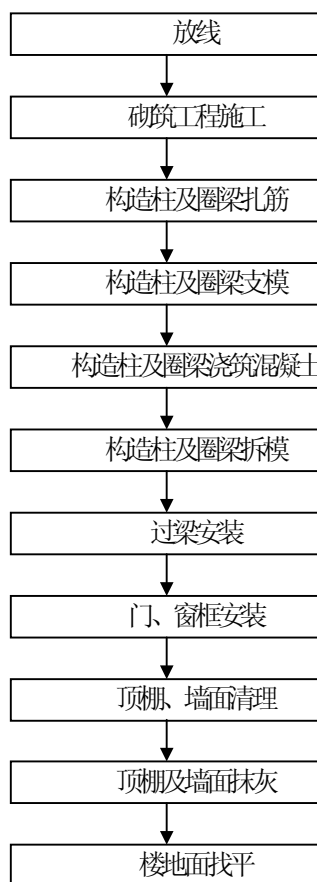 放线
砌筑工程施工
构造柱及圈梁扎筋
构造柱及圈梁支模
构造柱及圈梁浇筑混凝土
构造柱及圈梁拆模
过梁安装
门、窗框安装
顶棚、墙面清理
顶棚及墙面抹灰
楼地面找平